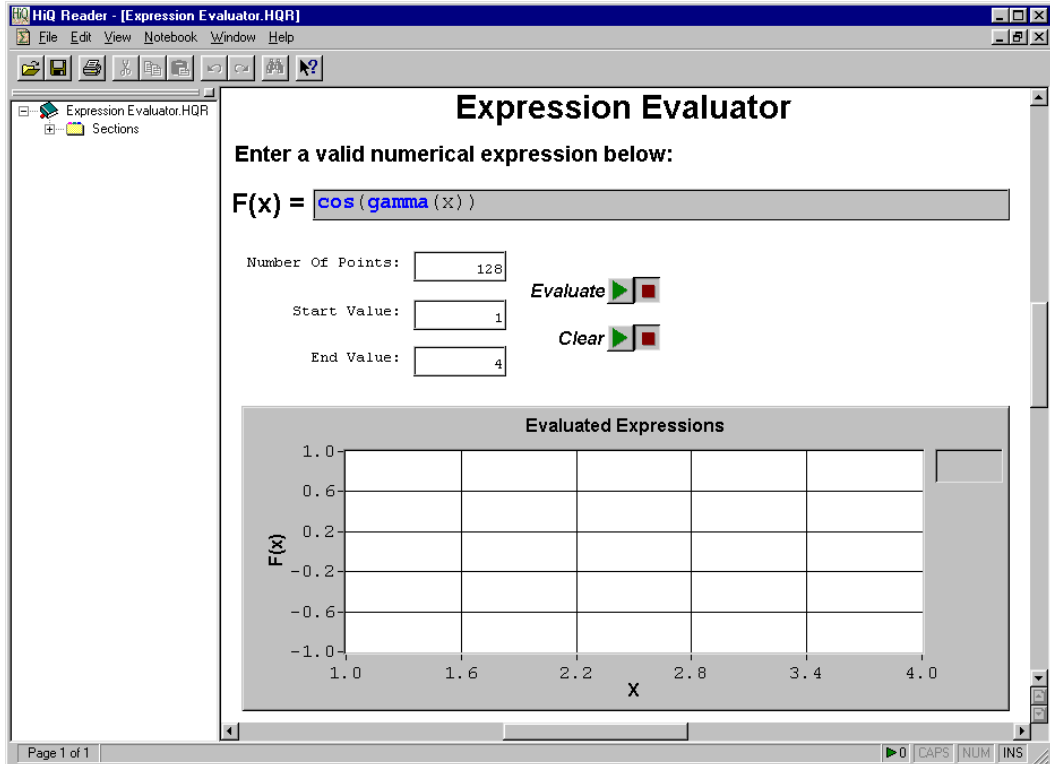 HiQ Reader - [Expression Evaluator.HQR]
File Edit View Notebook Window Help
Expression Evaluator.HQR
Sections
Expression Evaluator
Enter a valid numerical expression below:
F(x) = cos(gamma(x))
Number Of Points: 128
Start Value: 1
End Value: 4
Evaluate
Clear
Evaluated Expressions
1.0
0.6
0.2
-0.2
-0.6
-1.0
F(x)
1.0 1.6 2.2 2.8 3.4 4.0
X
Page 1 of 1
0 CAPS NUM INS